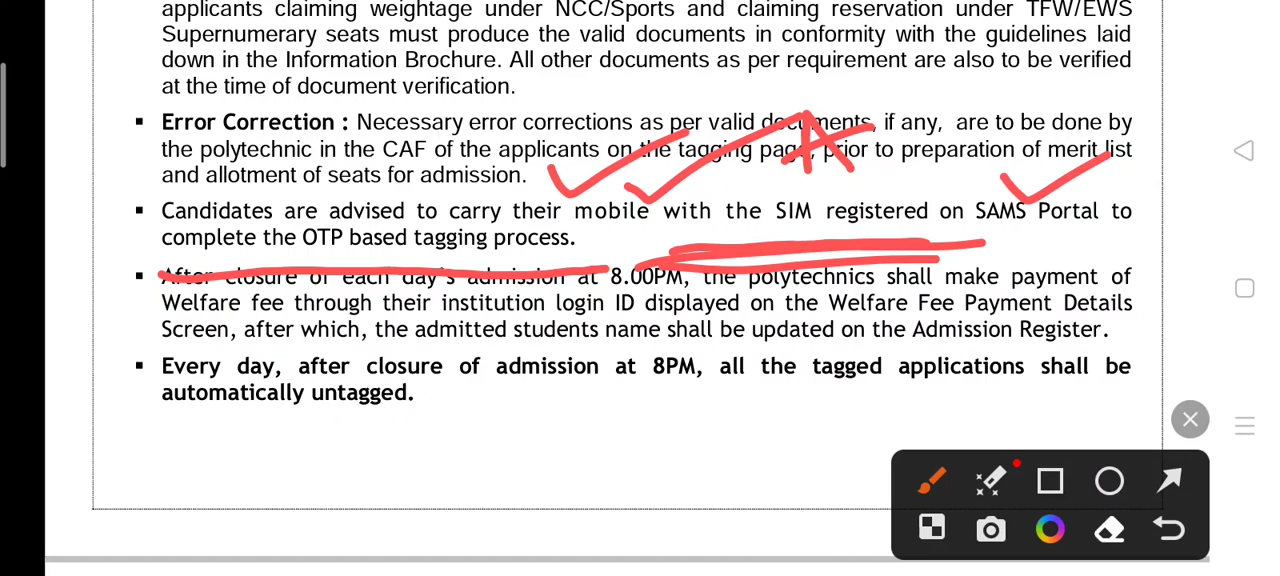 applicants claiming weightage under NCC/Sports and claiming reservation under TFW/EWS
Supernumerary seats must produce the valid documents in conformity with the guidelines laid
down in the Information Brochure. All other documents as per requirement are also to be verified
at the time of document verification.
▪ Error Correction : Necessary error corrections as per valid documents, if any, are to be done by
the polytechnic in the CAF of the applicants on the tagging page, prior to preparation of merit list
and allotment of seats for admission.
▪ Candidates are advised to carry their mobile with the SIM registered on SAMS Portal to
complete the OTP based tagging process.
▪ After closure of each day's admission at 8.00PM, the polytechnics shall make payment of
Welfare fee through their institution login ID displayed on the Welfare Fee Payment Details
Screen, after which, the admitted students name shall be updated on the Admission Register.
▪ Every day, after closure of admission at 8PM, all the tagged applications shall be
automatically untagged.